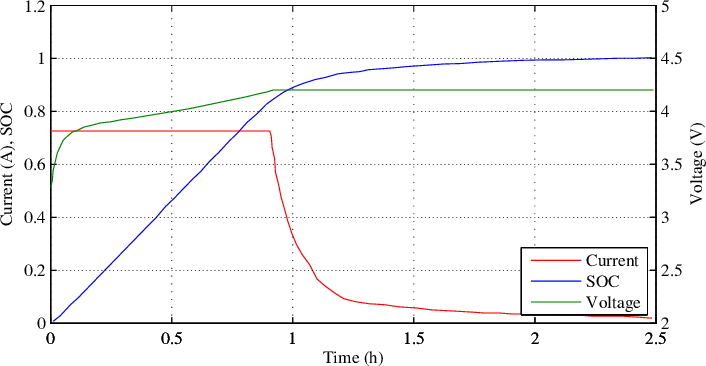 1.2
1
0.8
0.6
0.4
0.2
0
Current (A), SOC
5
4.5
4
3.5
3
2.5
2
Voltage (V)
Current
SOC
Voltage
0 0.5 1 1.5 2 2.5
Time (h)